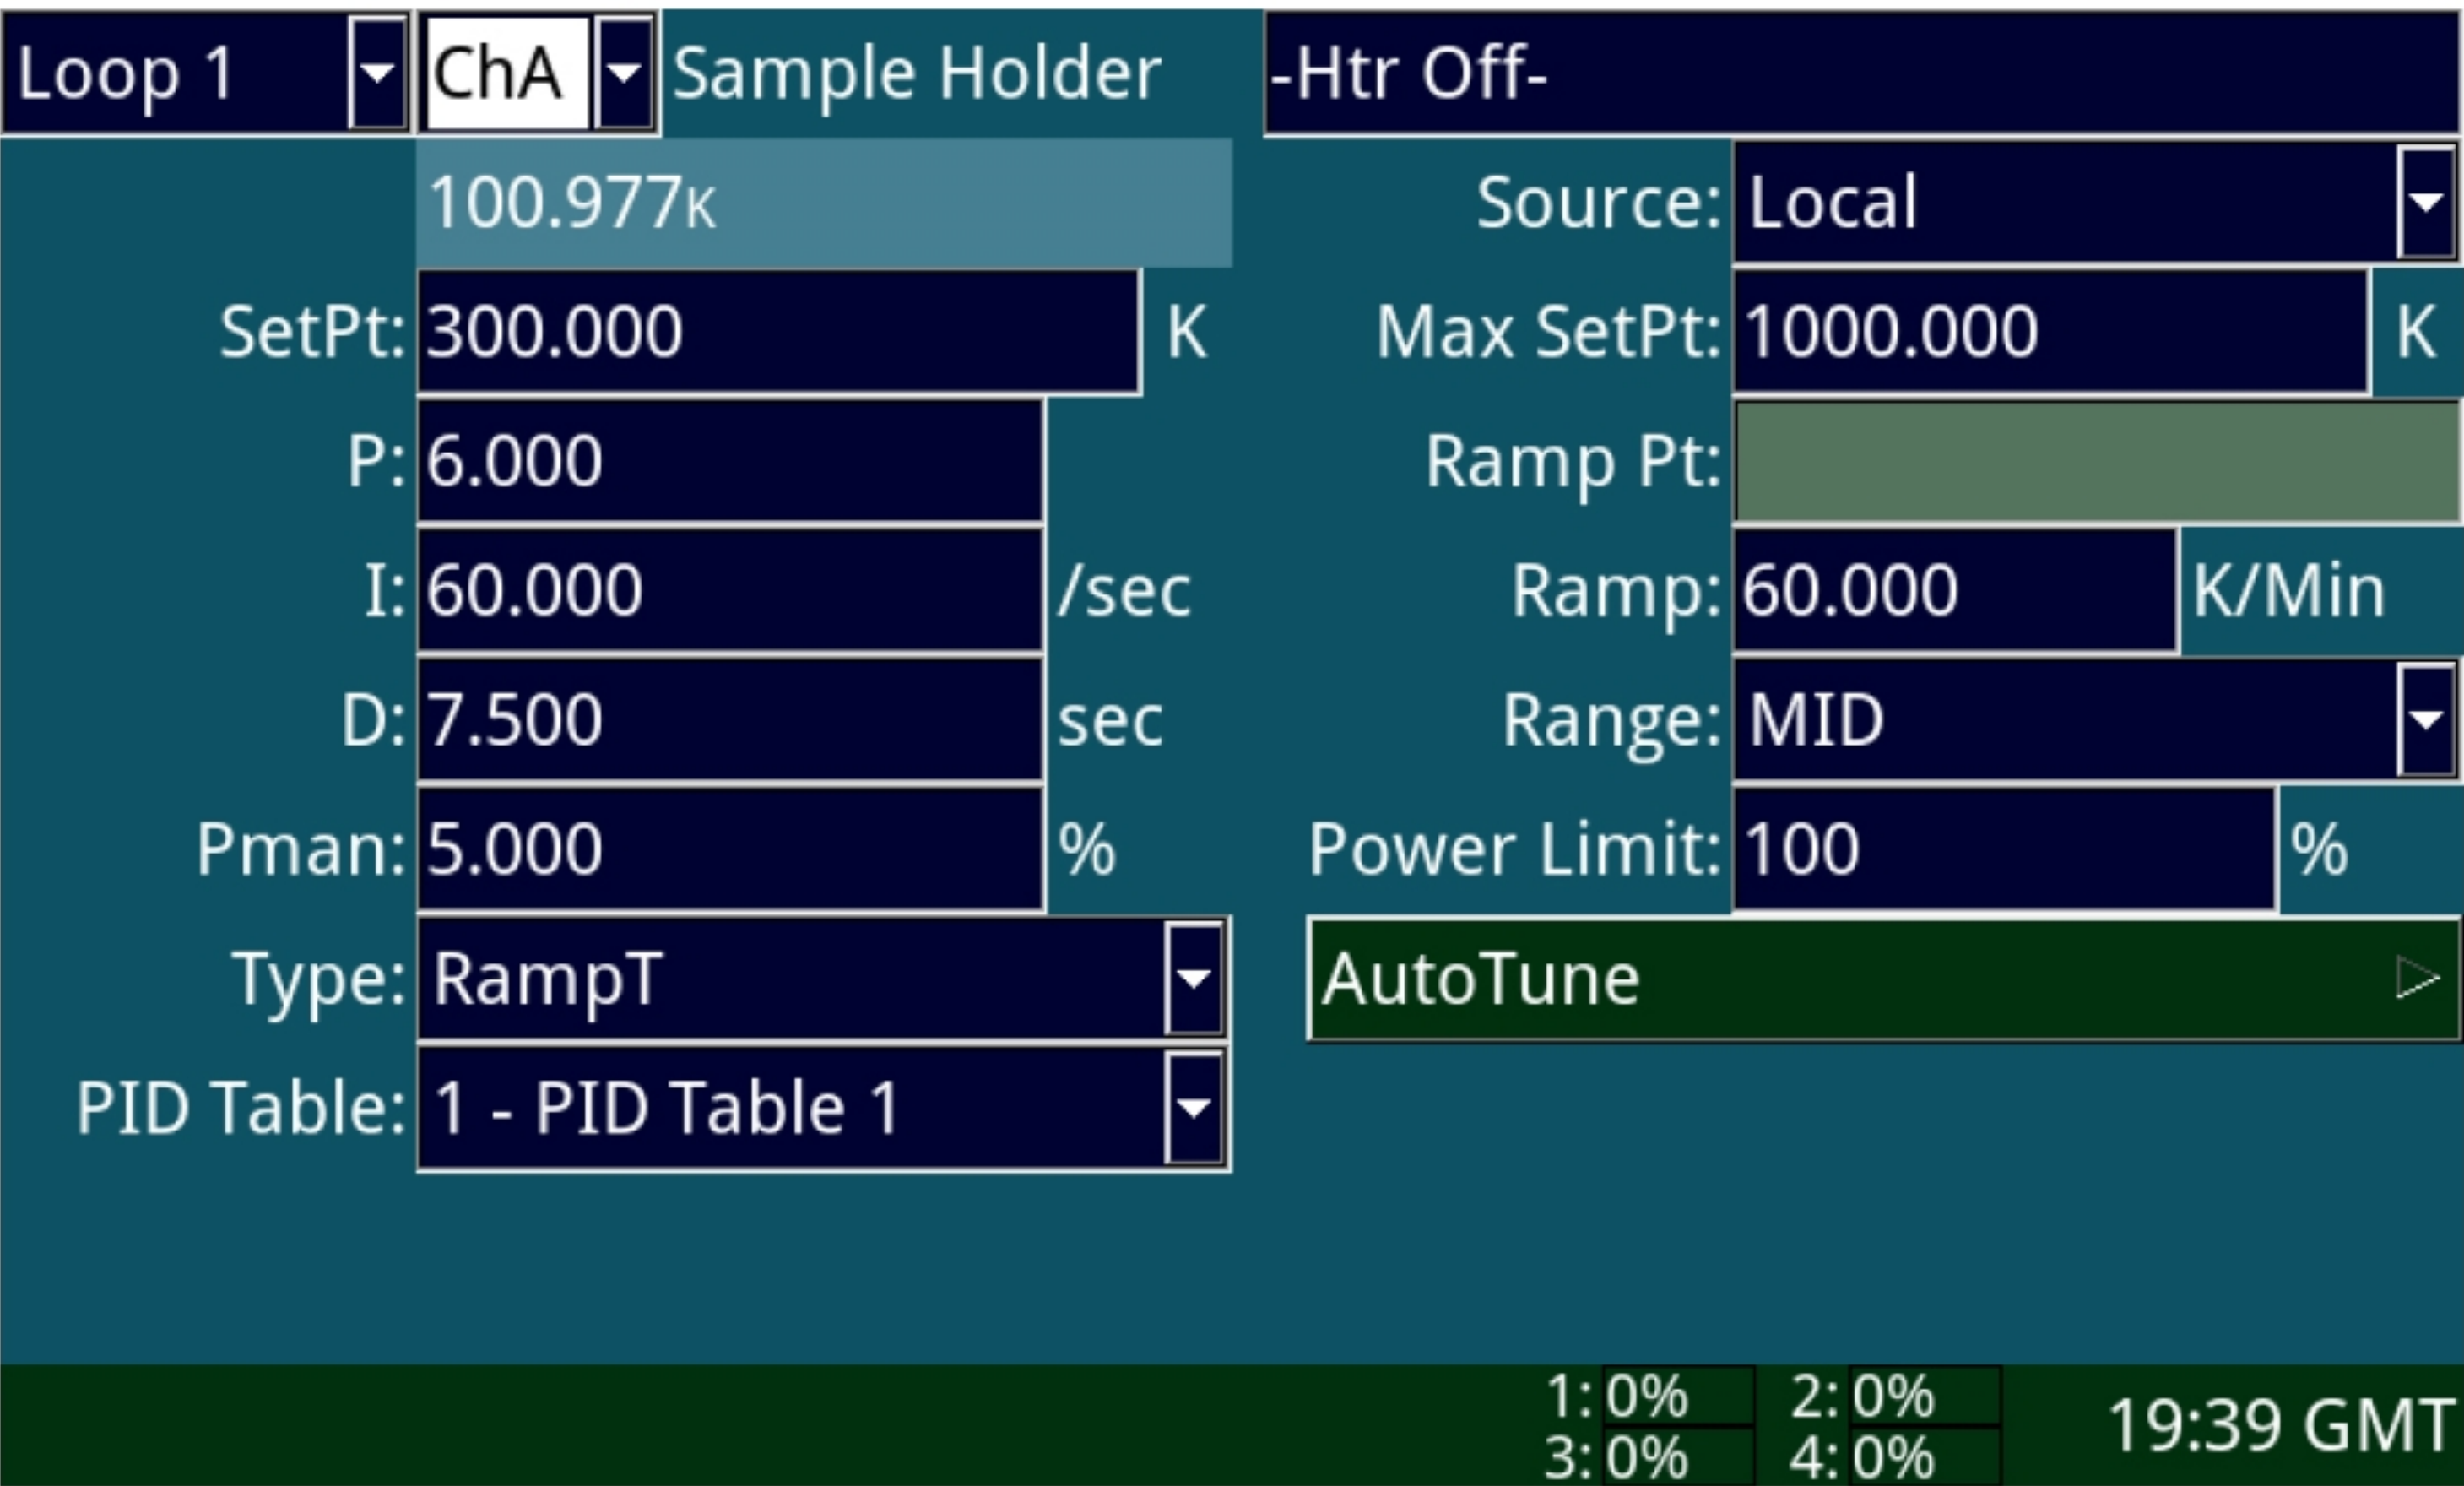 Loop 1 ChA Sample Holder -Htr Off-
100.977K Source: Local
SetPt: 300.000 K Max SetPt: 1000.000 K
P: 6.000 Ramp Pt:
I: 60.000 /sec Ramp: 60.000 K/Min
D: 7.500 sec Range: MID
Pman: 5.000 % Power Limit: 100 %
Type: RampT AutoTune
PID Table: 1 - PID Table 1
1: 0% 2: 0%
3: 0% 4: 0%
19:39 GMT